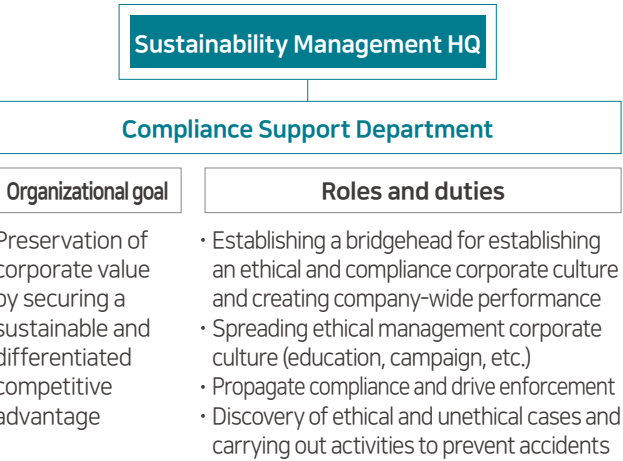 Sustainability Management HQ
Compliance Support Department
Organizational goal
Roles and duties
Preservation of
corporate value
by securing a
sustainable and
differentiated
competitive
advantage
· Establishing a bridgehead for establishing
an ethical and compliance corporate culture
and creating company-wide performance
· Spreading ethical management corporate
culture (education, campaign, etc.)
· Propagate compliance and drive enforcement
· Discovery of ethical and unethical cases and
carrying out activities to prevent accidents